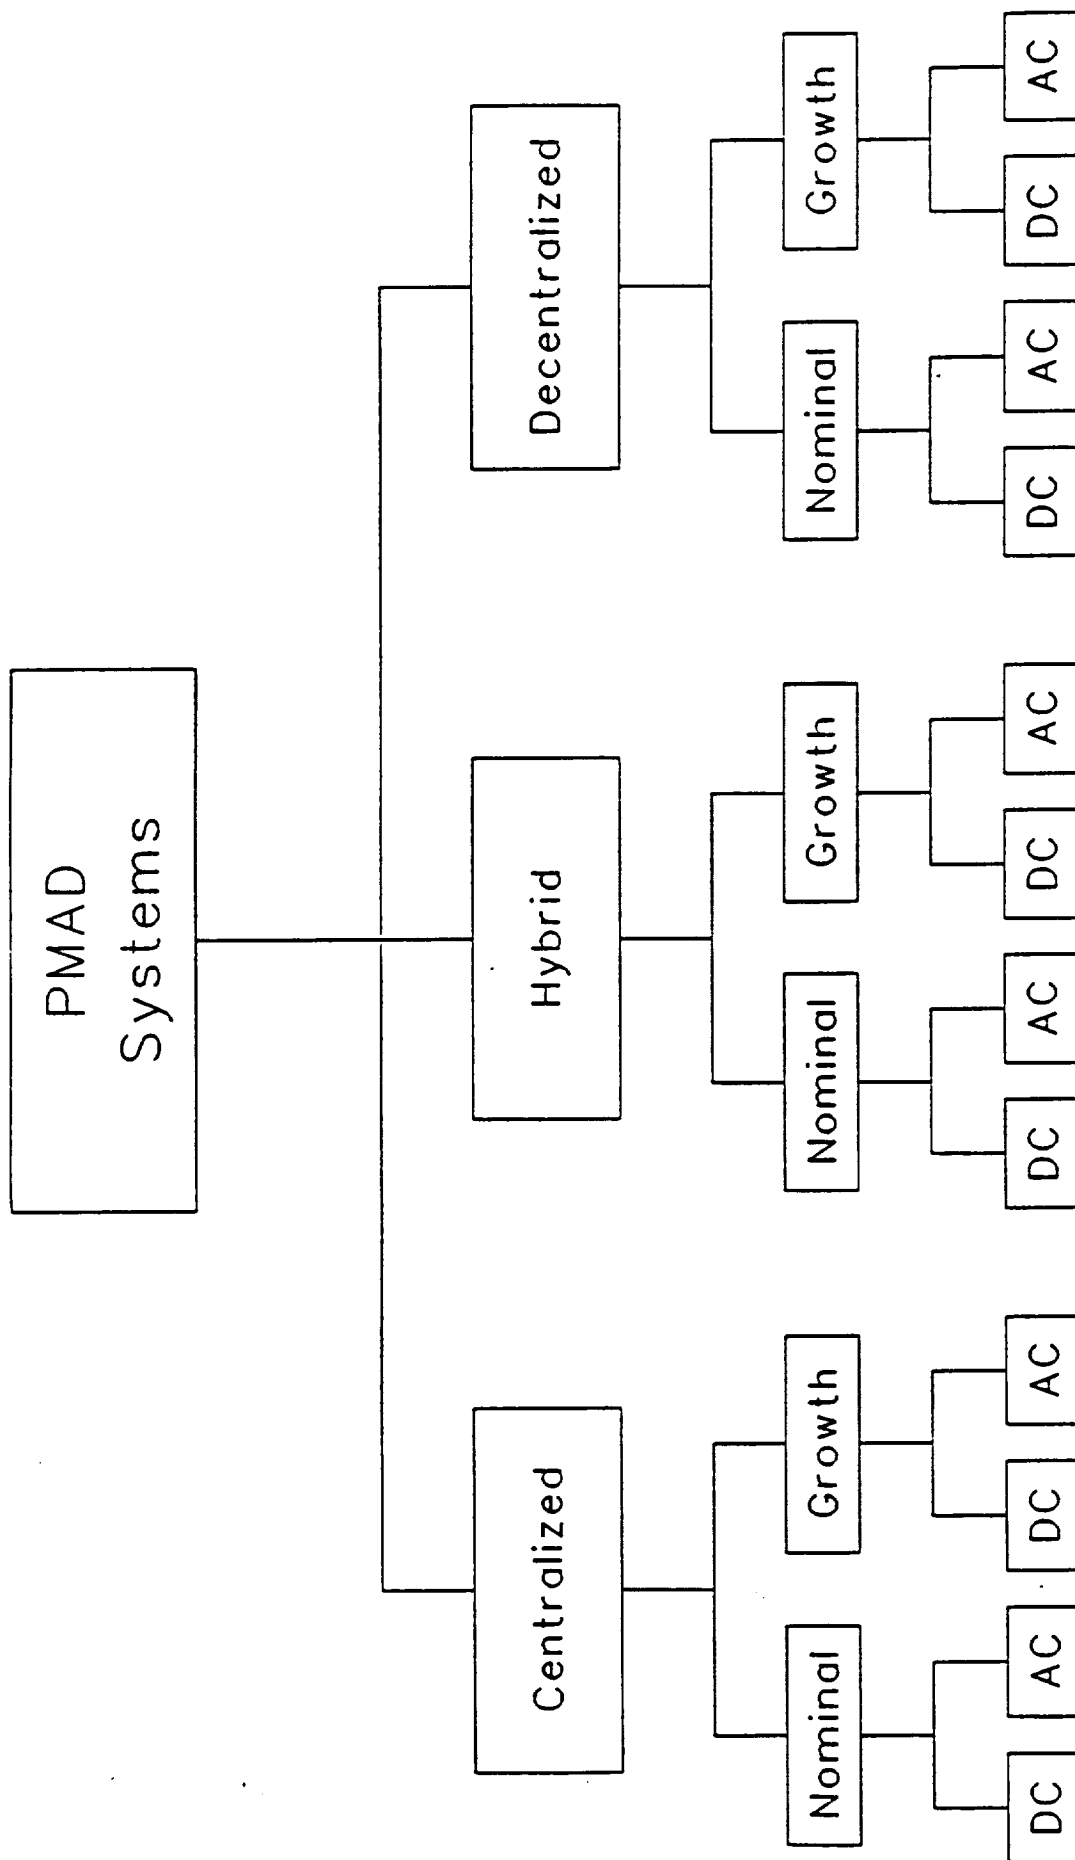 PMAD
Systems
Centralized
Hybrid
Decentralized
Nominal
Growth
Nominal
Growth
Nominal
Growth
DC
AC
DC
AC
DC
AC
DC
AC
DC
AC
DC
AC